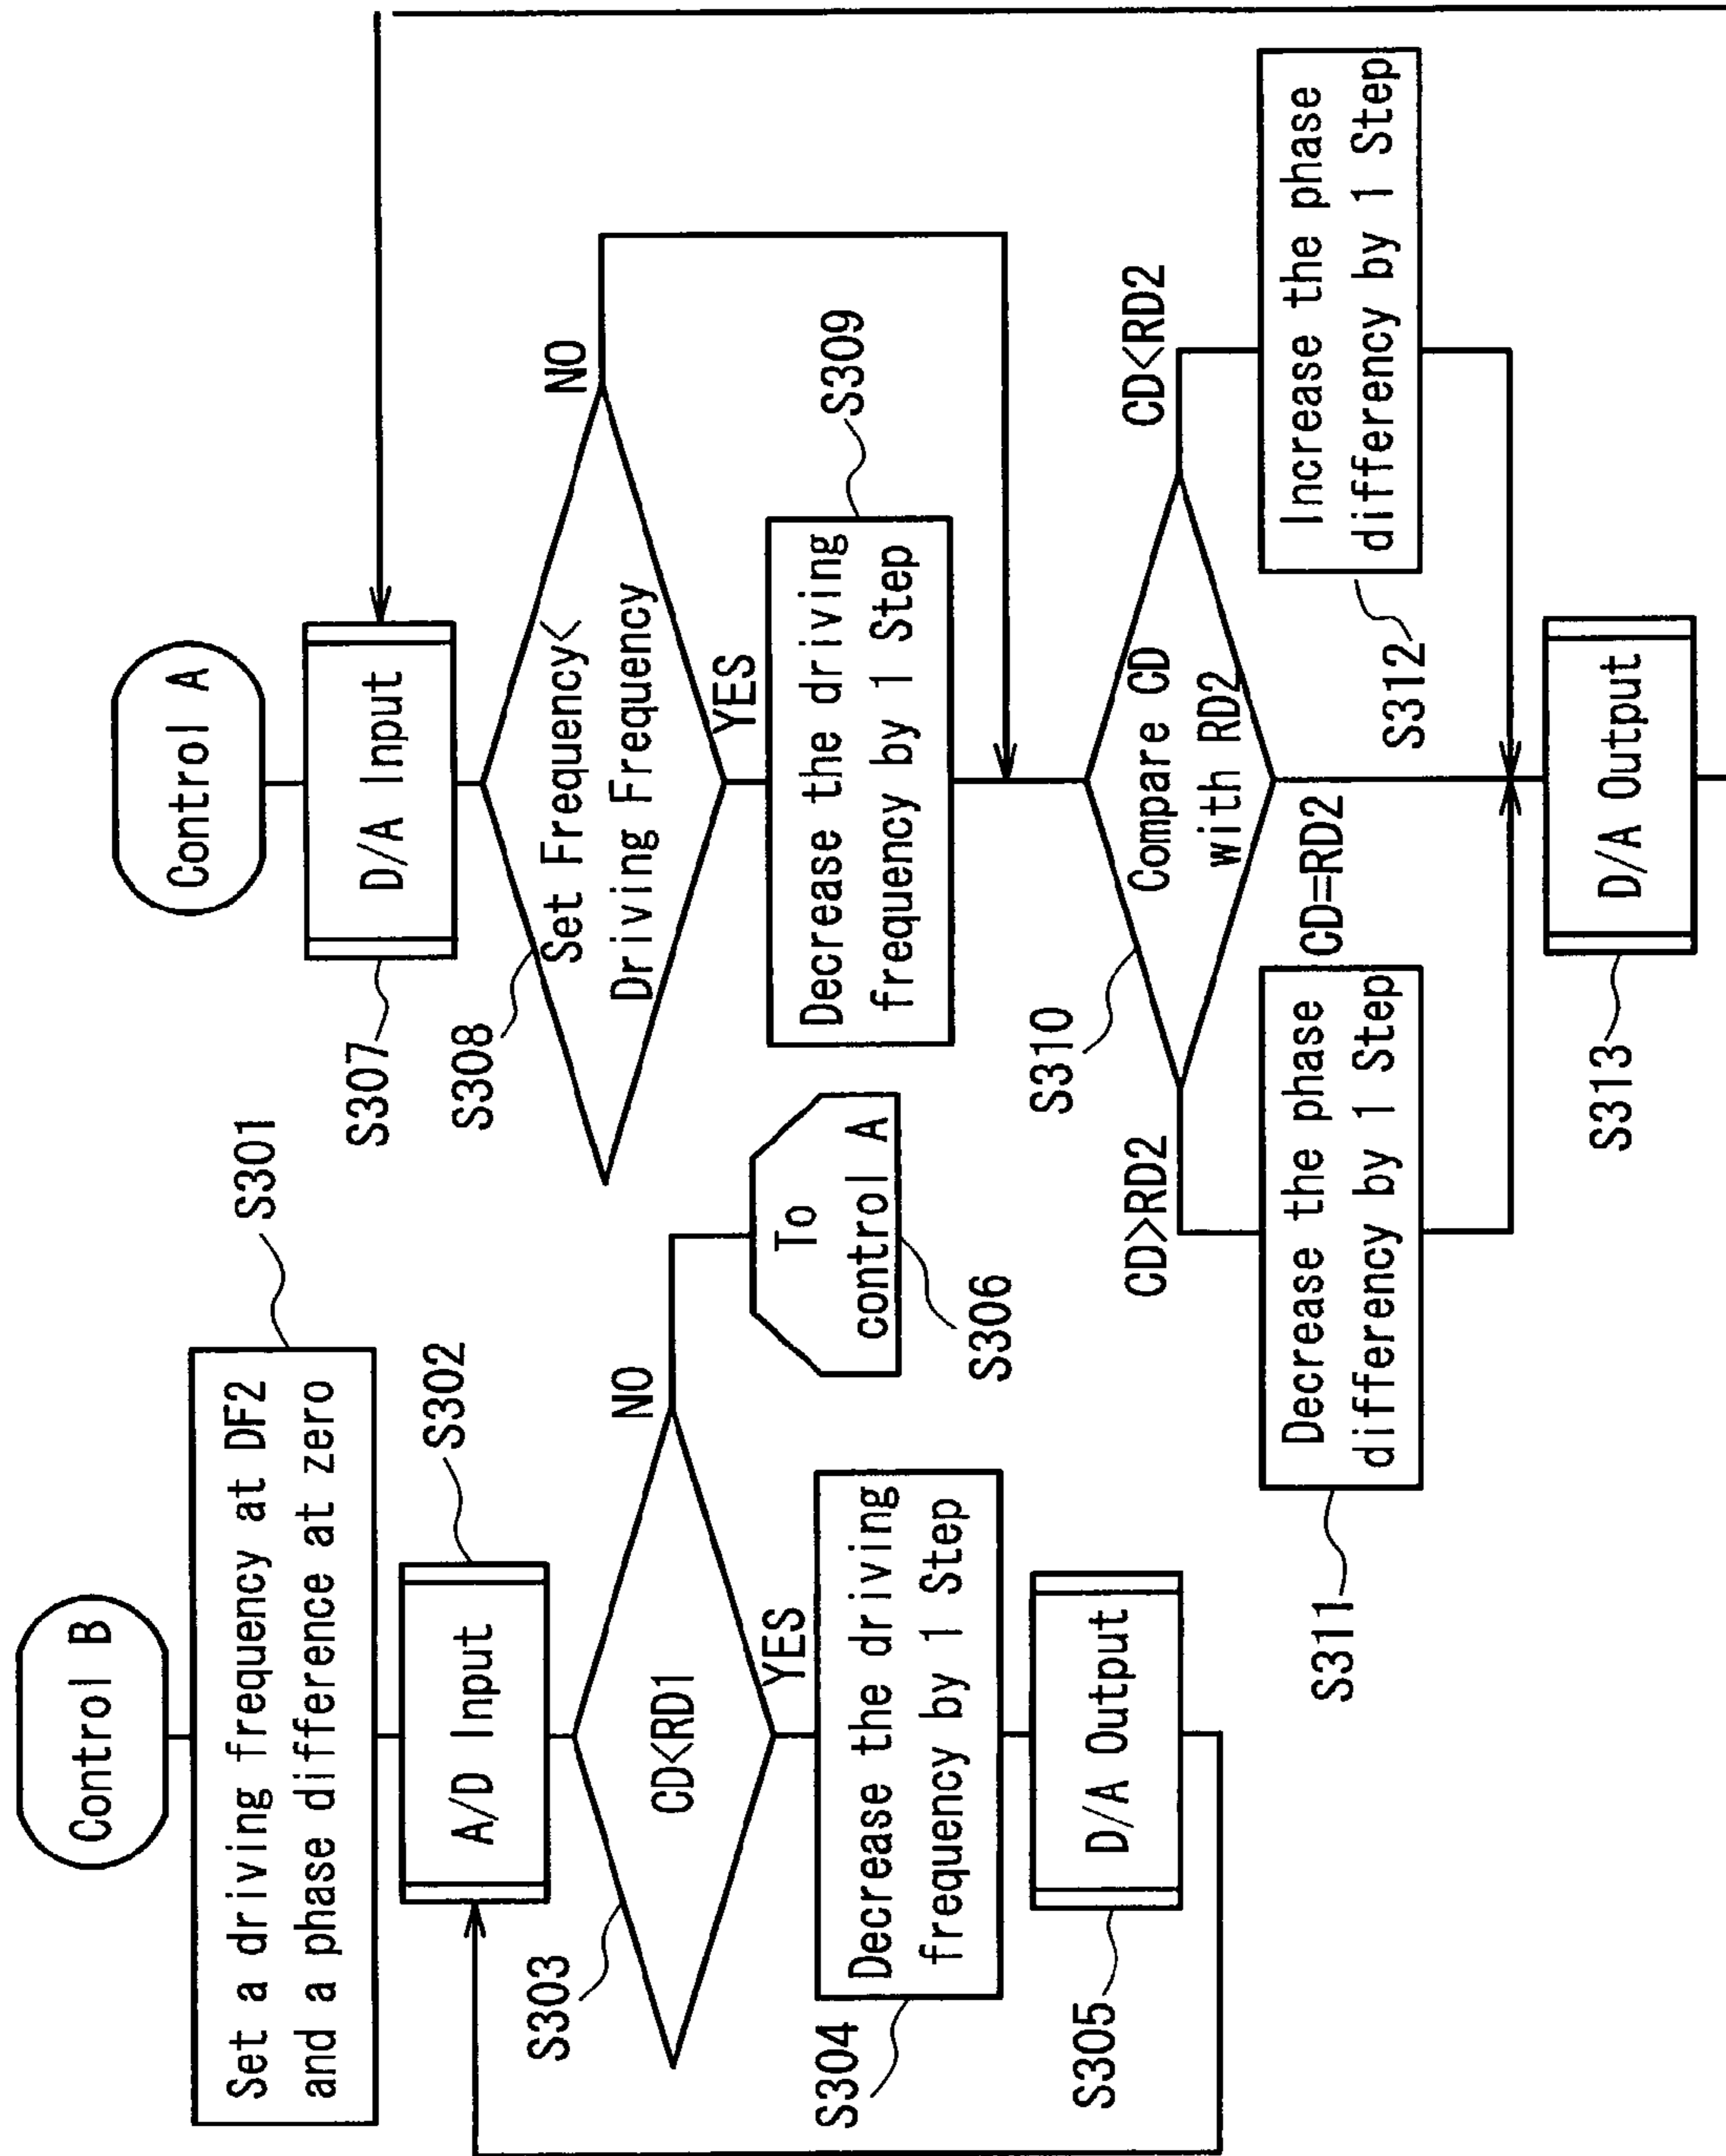 Control B
Set a driving frequency at DF2
and a phase difference at zero
S301
A/D Input
S302
CD<RD1
S303
NO
YES
To
control A
S306
Decrease the driving
frequency by 1 Step
S304
D/A Output
S305
Control A
D/A Input
S307
Set Frequency<
Driving Frequency
S308
NO
YES
Decrease the driving
frequency by 1 Step
S309
Compare CD
with RD2
S310
CD>RD2
CD=RD2
CD<RD2
Decrease the phase
differency by 1 Step
S311
Increase the phase
differency by 1 Step
S312
D/A Output
S313